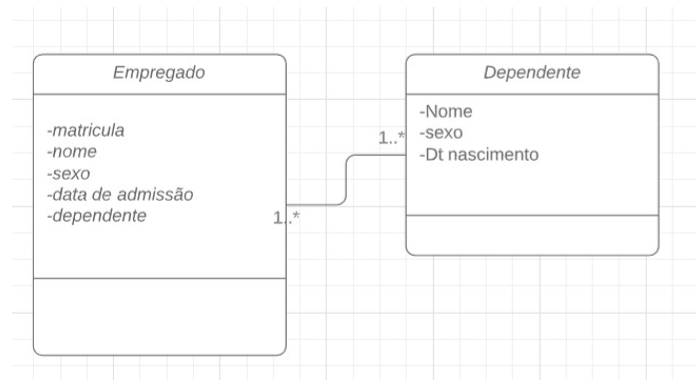 Empregado
-matricula
-nome
-sexo
-data de admissão
-dependente
1..*
1..*
Dependente
-Nome
-sexo
-Dt nascimento